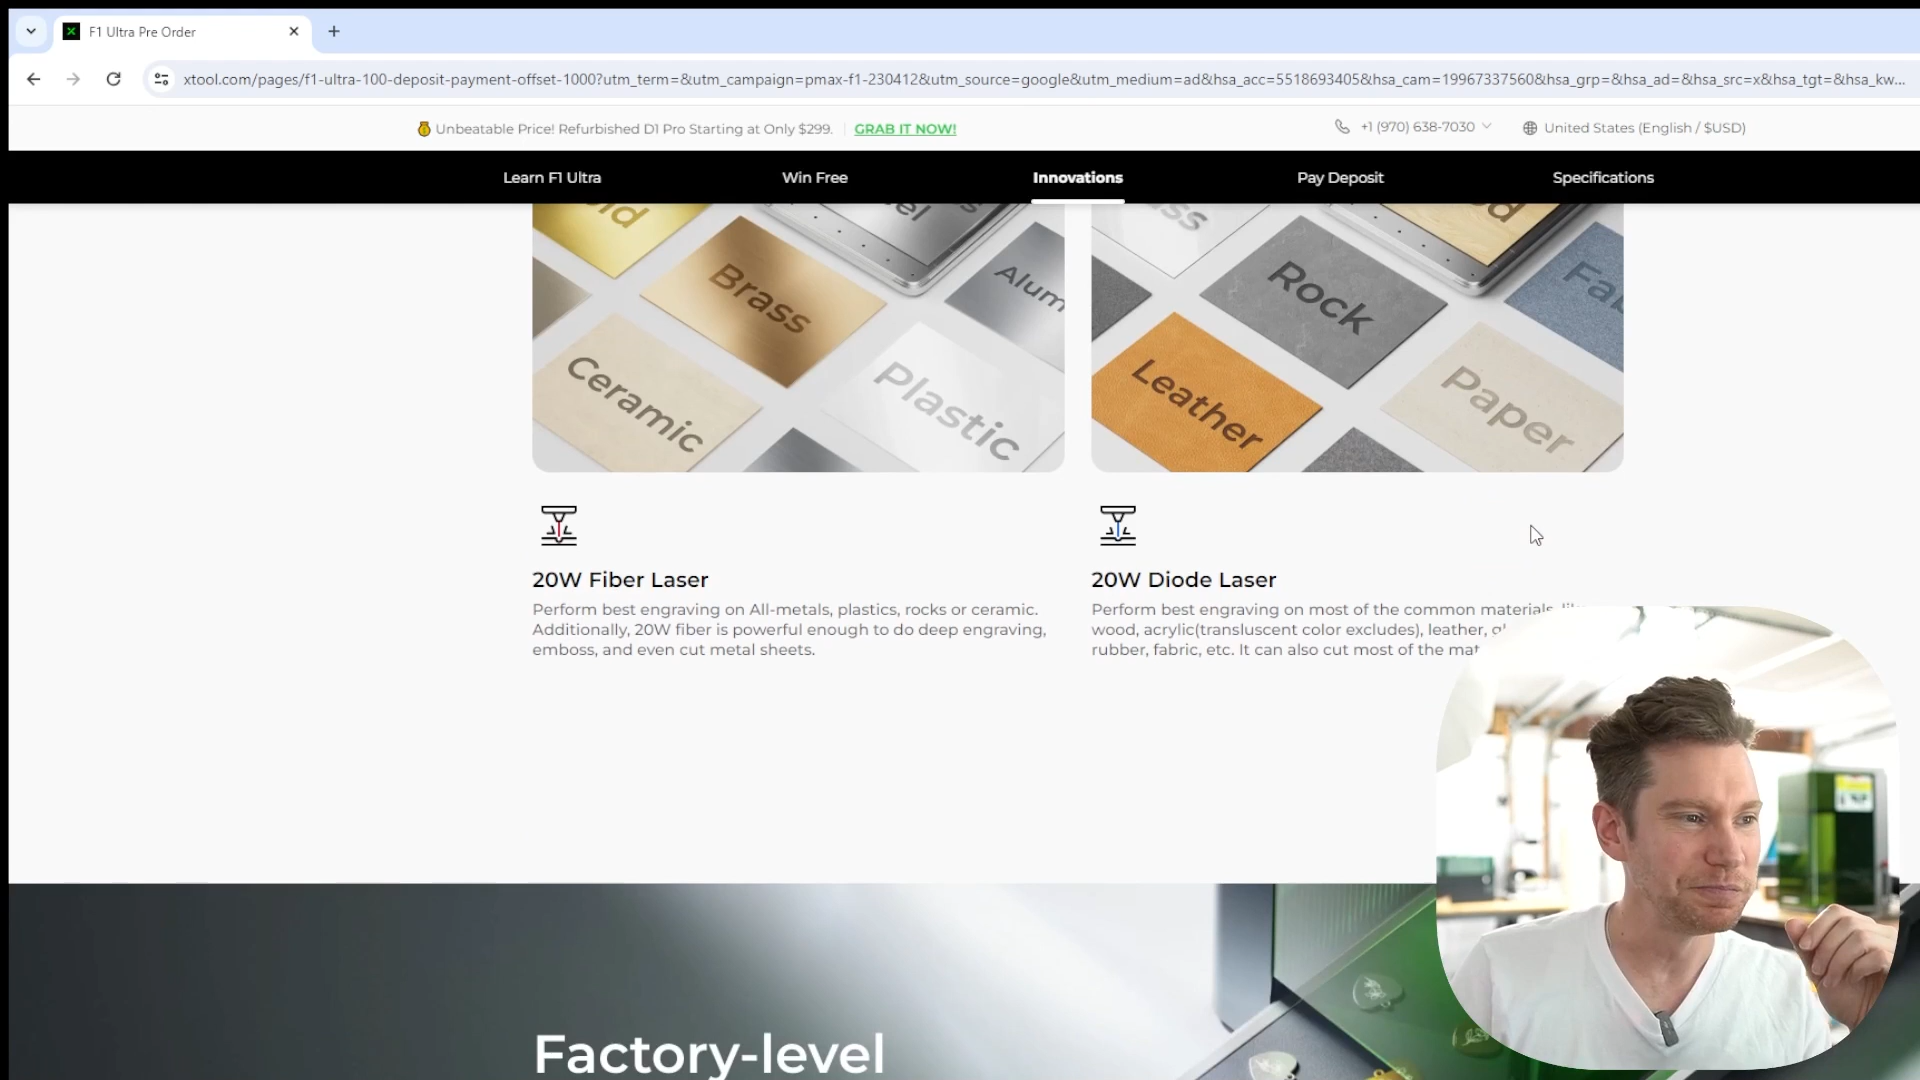 F1 Ultra Pre Order
xtool.com/pages/f1-ultra-100-deposit-payment-offset-1000?utm_term=&utm_campaign=pmax-f1-230412&utm_source=google&utm_medium=ad&hsa_acc=5518693405&hsa_cam=19967337560&hsa_grp=&hsa_ad=&hsa_src=x&hsa_tgt=&hsa_kw...
Unbeatable Price! Refurbished D1 Pro Starting at Only $299. GRAB IT NOW!
+1 (970) 638-7030
United States (English / $USD)
Learn F1 Ultra
Win Free
Innovations
Pay Deposit
Specifications
Brass
Alum
Ceramic
Plastic
Rock
Leather
Paper
20W Fiber Laser
Perform best engraving on All-metals, plastics, rocks or ceramic.
Additionally, 20W fiber is powerful enough to do deep engraving,
emboss, and even cut metal sheets.
20W Diode Laser
Perform best engraving on most of the common materials,
wood, acrylic(transluscent color excludes), leather,
rubber, fabric, etc. It can also cut most of the
Factory-level